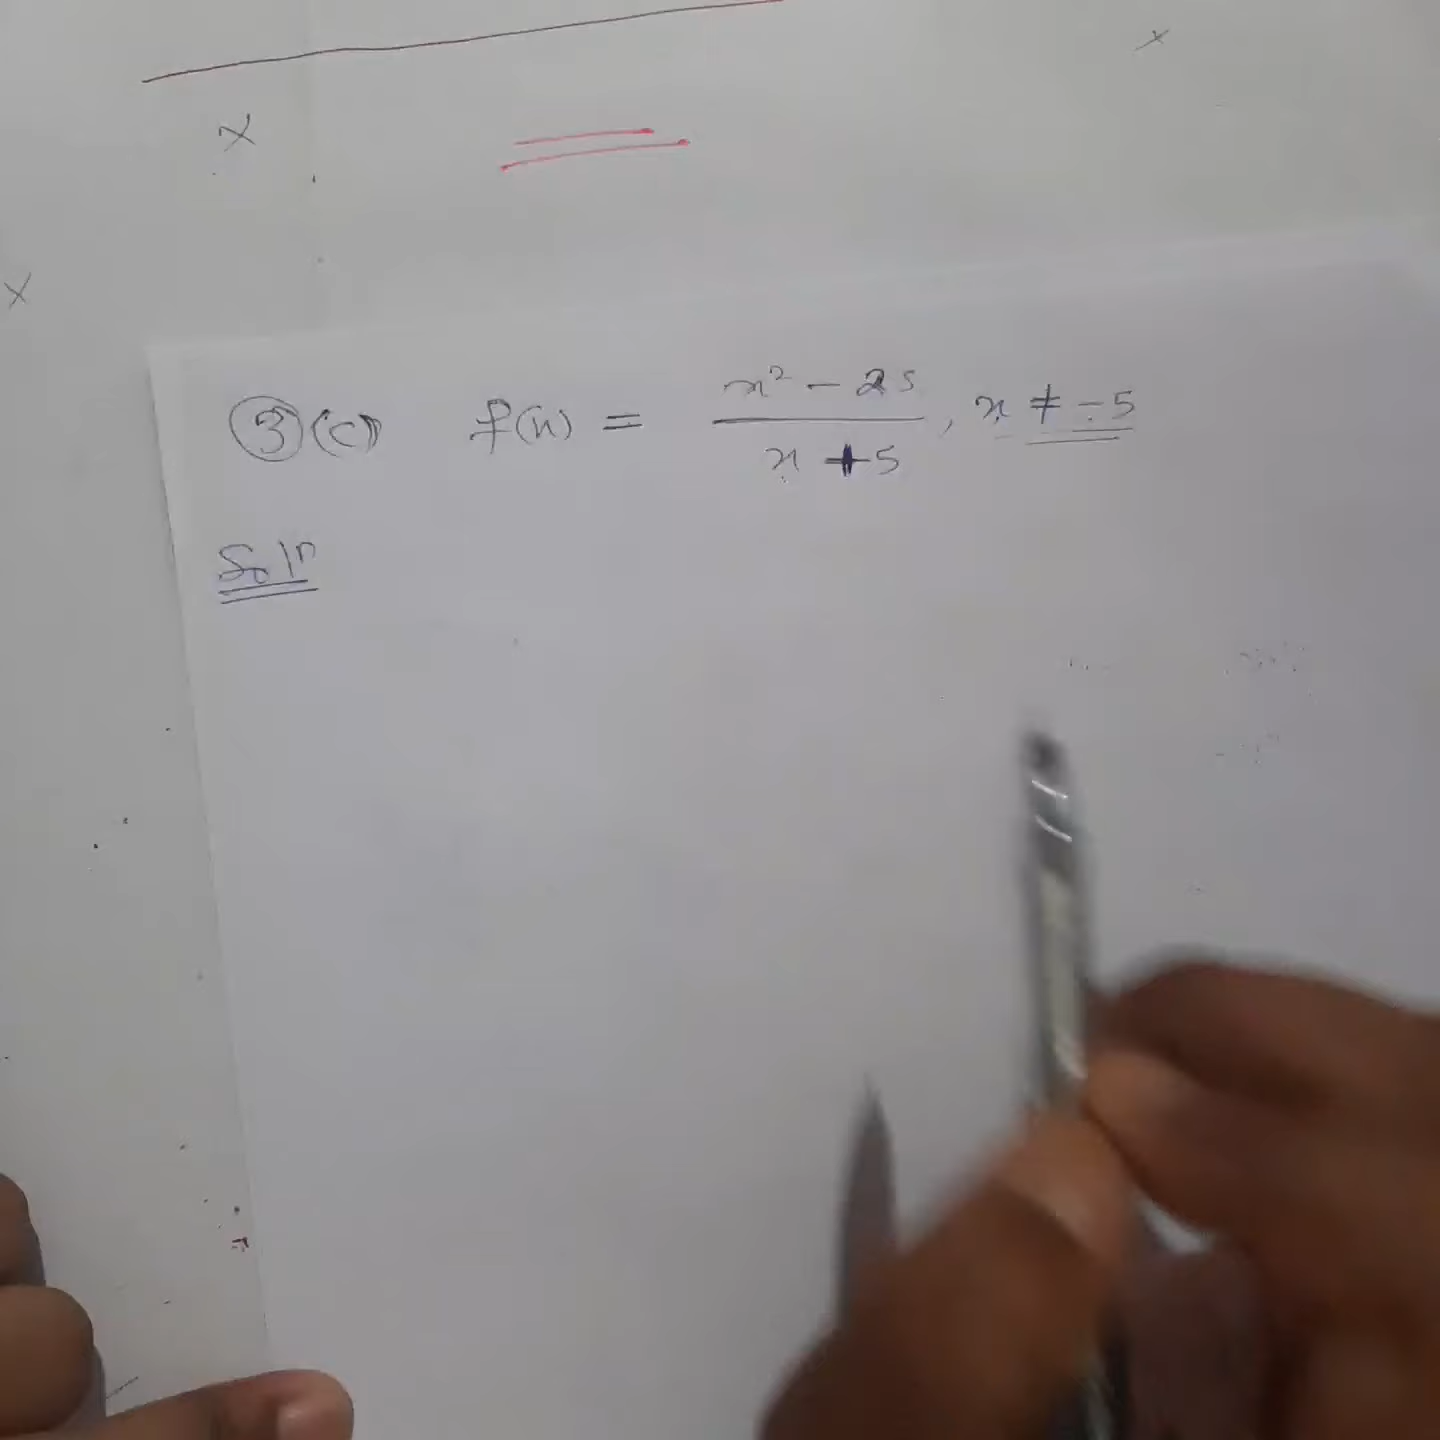 ③(c) f(x) = x² - 25 / x + 5, x ≠ -5
Solⁿ